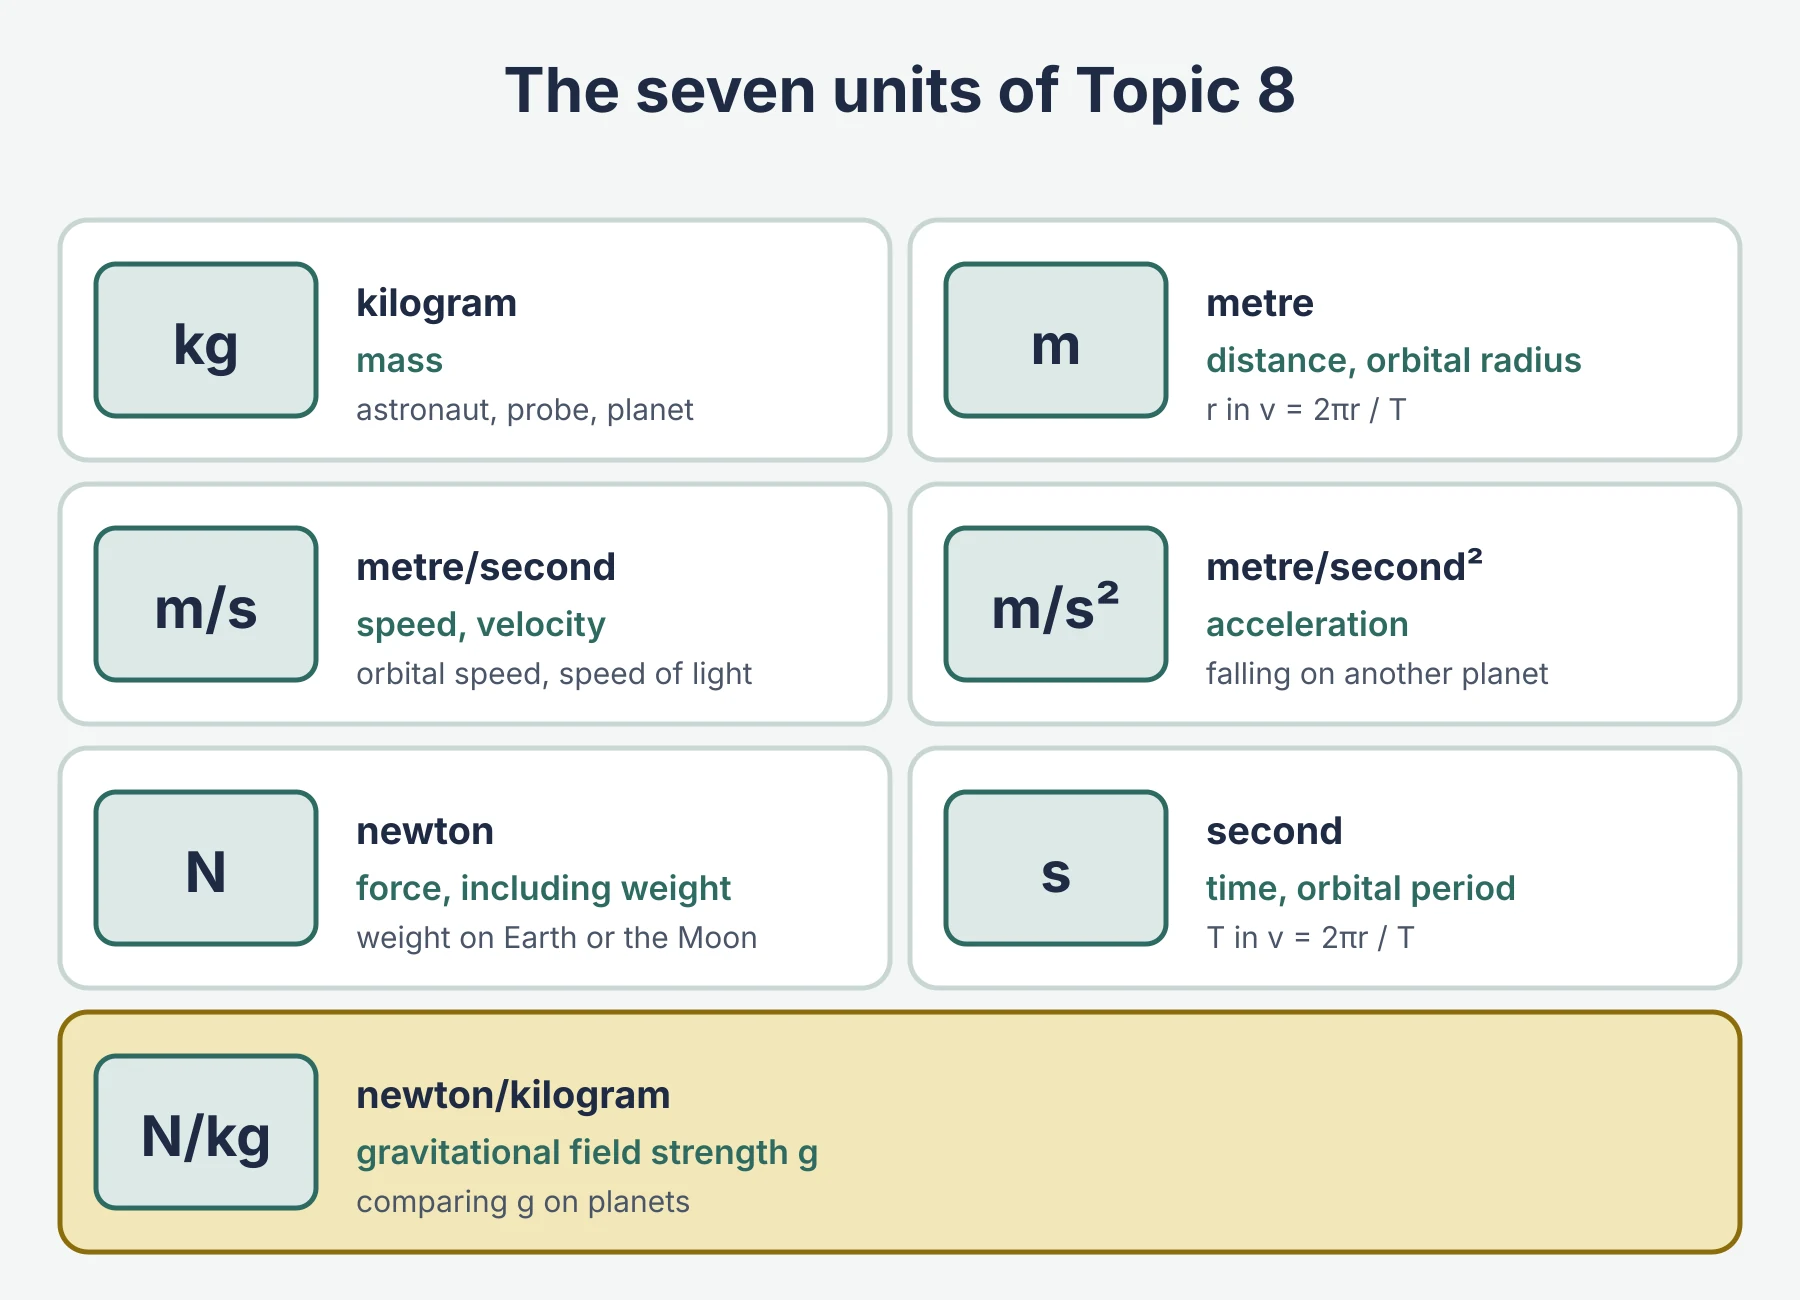 The seven units of Topic 8
kg
kilogram
mass
astronaut, probe, planet
m
metre
distance, orbital radius
r in v = 2πr / T
m/s
metre/second
speed, velocity
orbital speed, speed of light
m/s²
metre/second²
acceleration
falling on another planet
N
newton
force, including weight
weight on Earth or the Moon
s
second
time, orbital period
T in v = 2πr / T
N/kg
newton/kilogram
gravitational field strength g
comparing g on planets